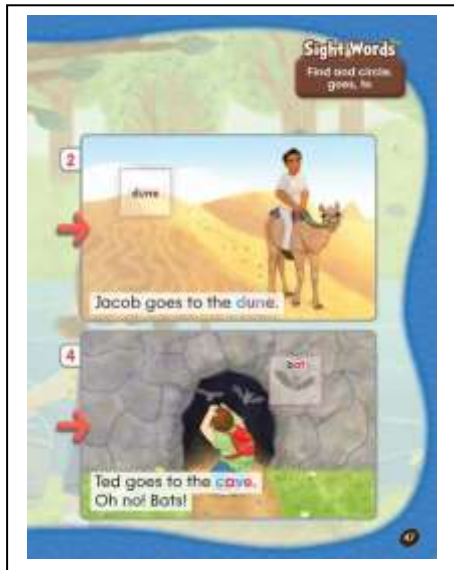 Sight Words
Find and circle.
goes, to
2
dune
Jacob goes to the dune.
4
bat
Ted goes to the cave.
Oh no! Bats!
47